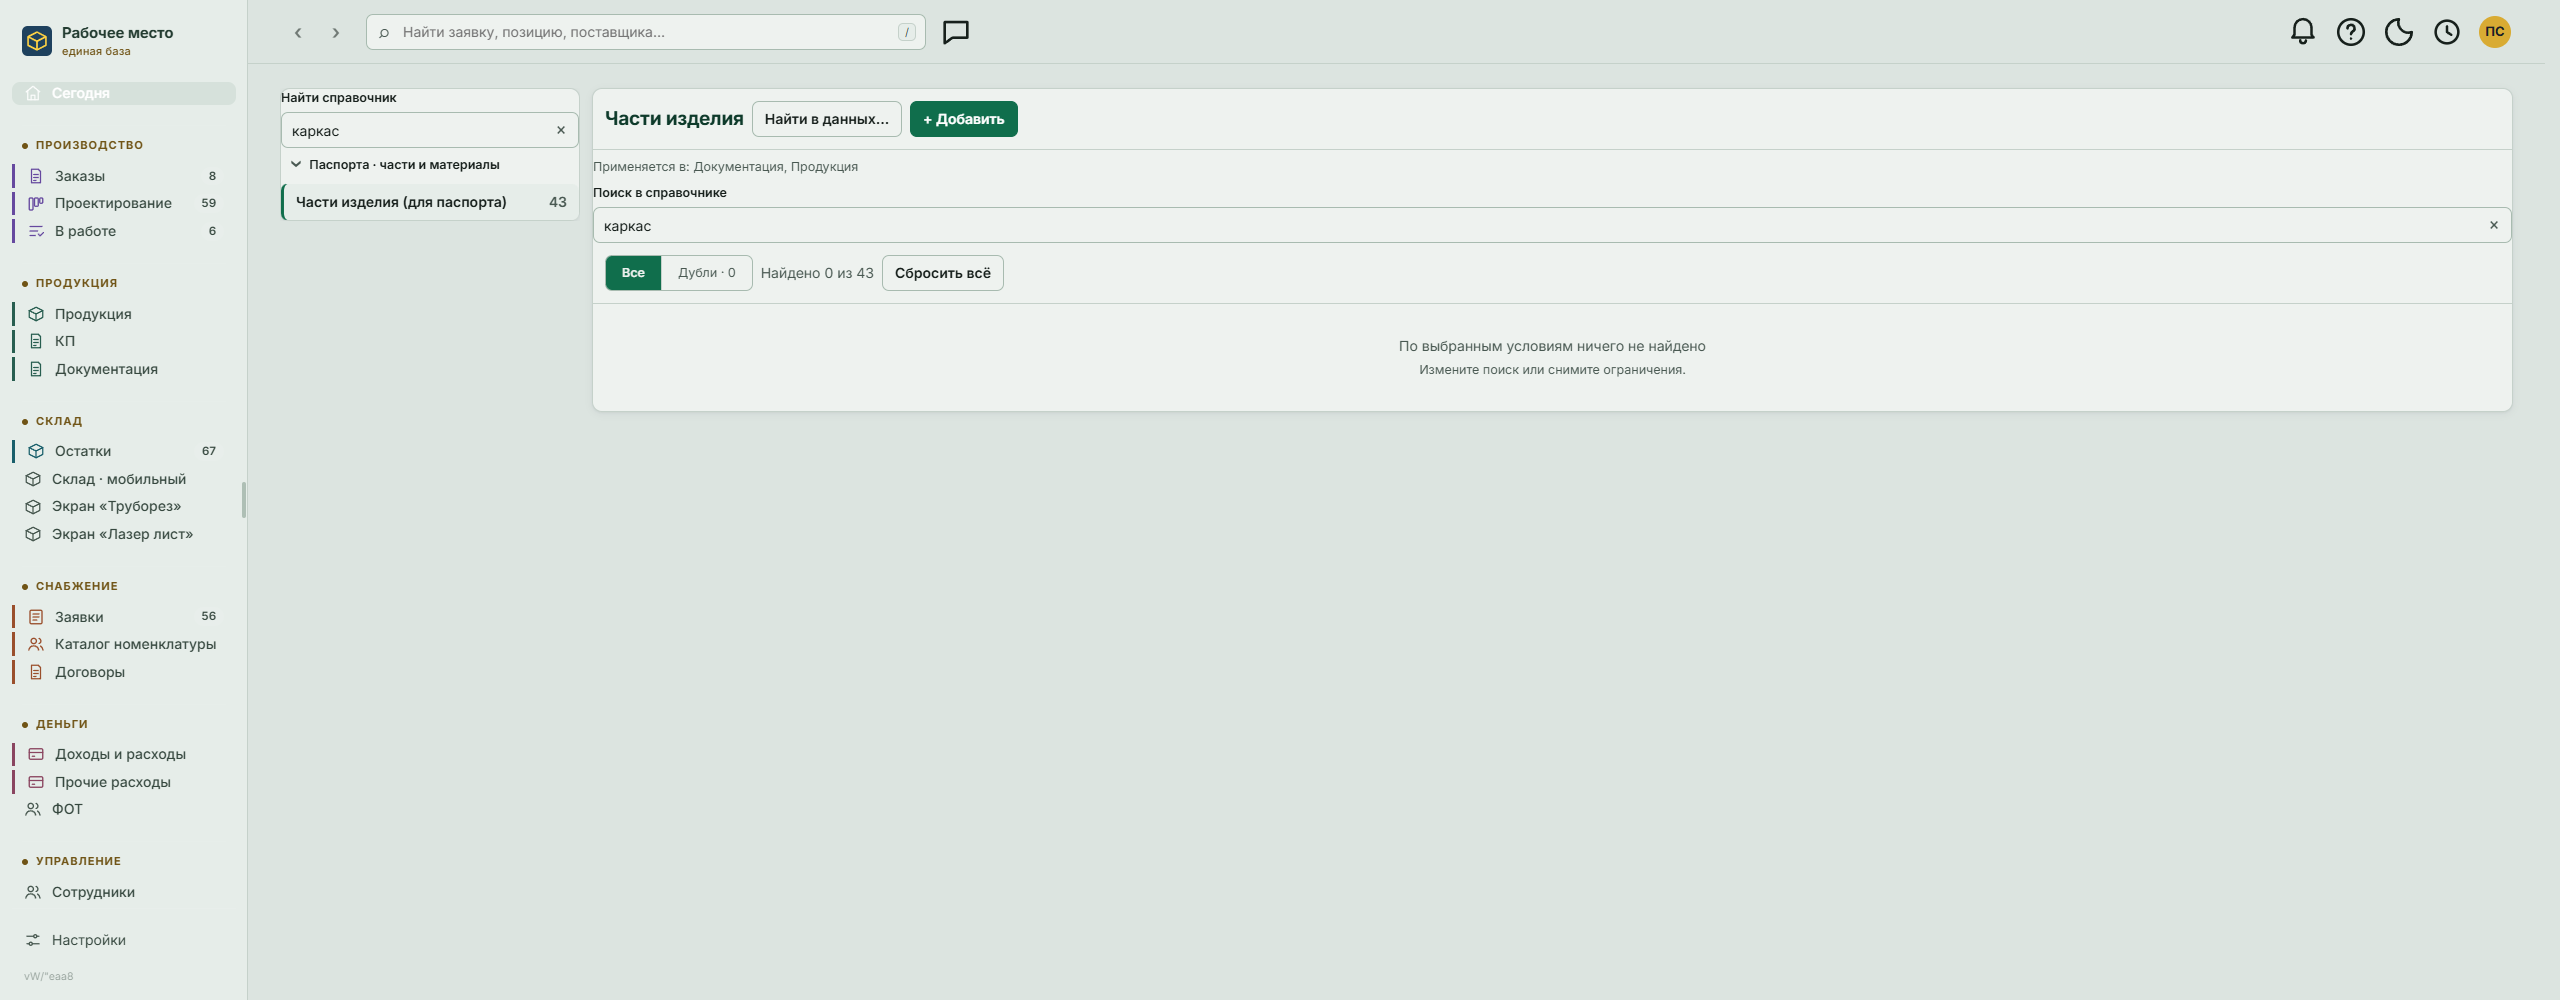 Рабочее место
единая база
Сегодня
ПРОИЗВОДСТВО
Заказы 8
Проектирование 59
В работе 6
ПРОДУКЦИЯ
Продукция
КП
Документация
СКЛАД
Остатки 67
Склад · мобильный
Экран «Труборез»
Экран «Лазер лист»
СНАБЖЕНИЕ
Заявки 56
Каталог номенклатуры
Договоры
ДЕНЬГИ
Доходы и расходы
Прочие расходы
ФОТ
УПРАВЛЕНИЕ
Сотрудники
Настройки
vW/"eaa8
Найти заявку, позицию, поставщика... /
ПС
Найти справочник
каркас
Паспорта · части и материалы
Части изделия (для паспорта) 43
Части изделия Найти в данных... + Добавить
Применяется в: Документация, Продукция
Поиск в справочнике
каркас
Все Дубли · 0 Найдено 0 из 43 Сбросить всё
По выбранным условиям ничего не найдено
Измените поиск или снимите ограничения.